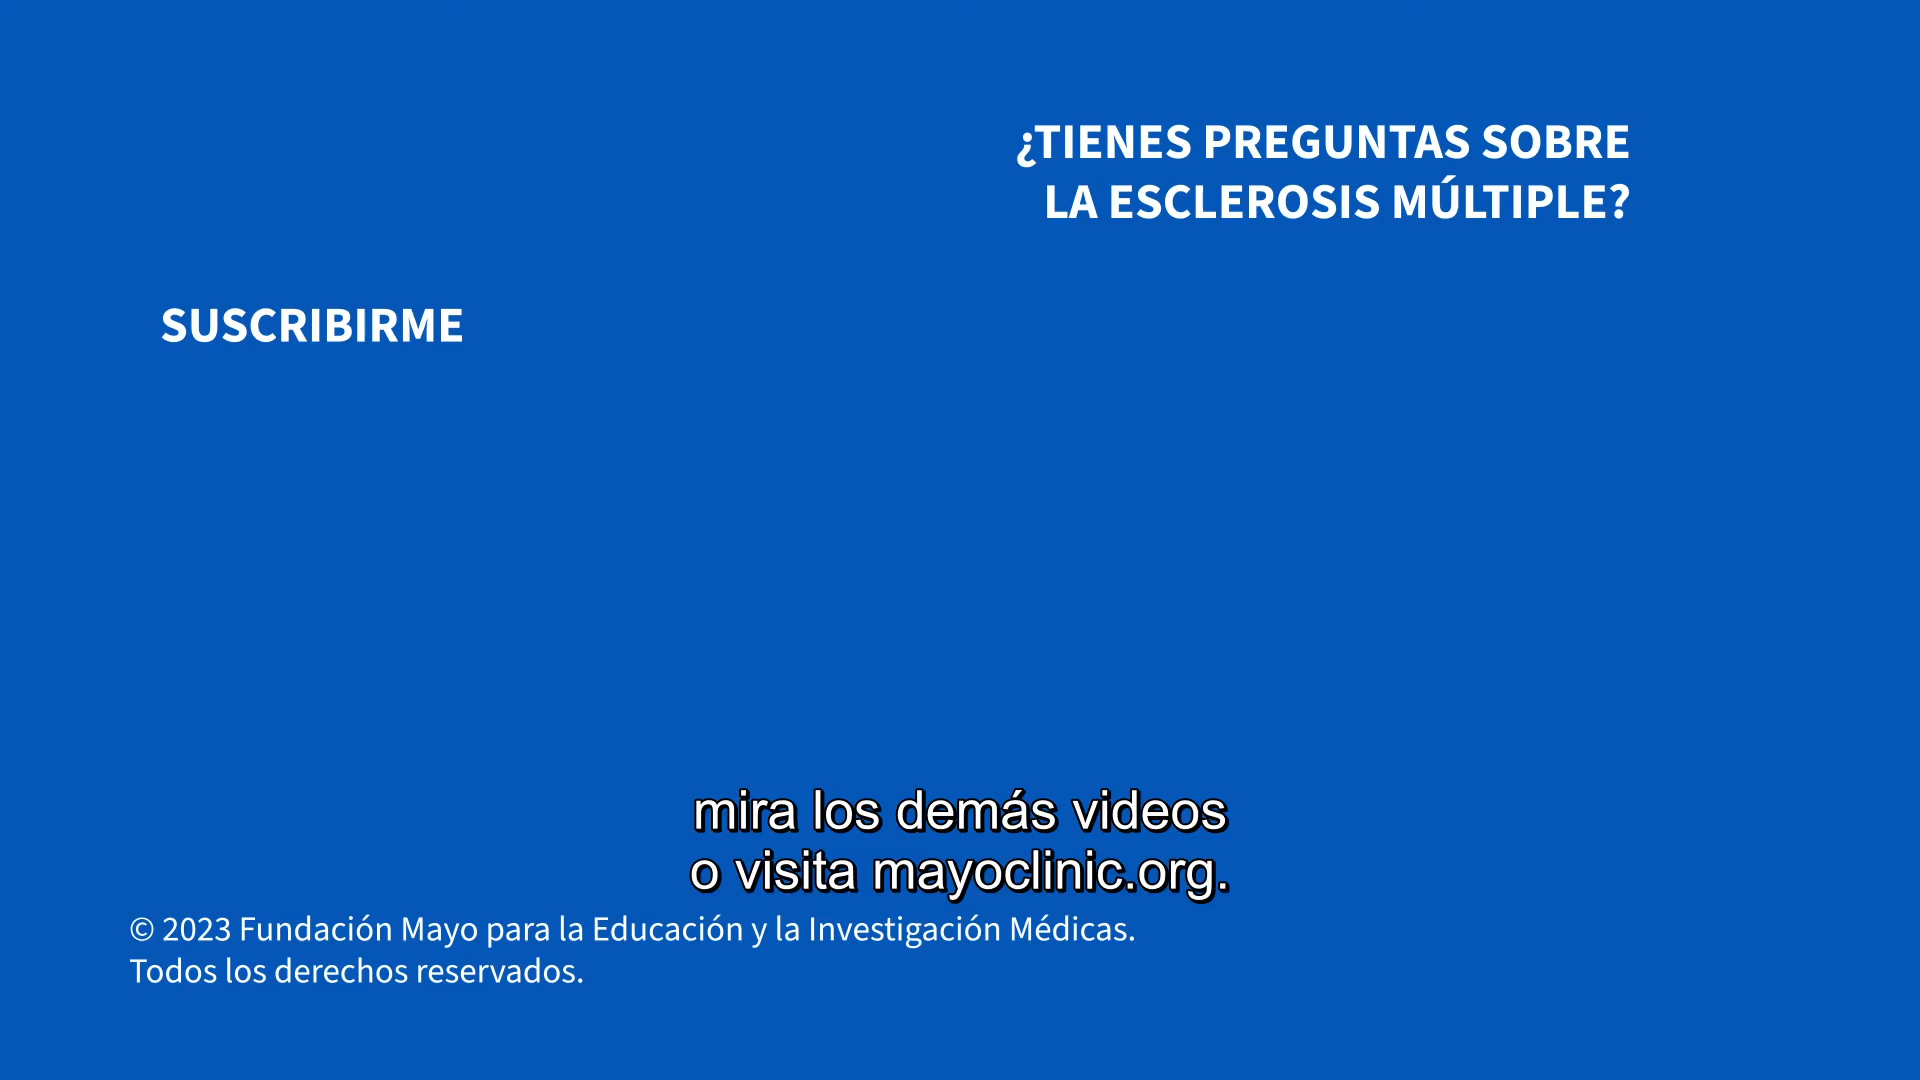 ¿TIENES PREGUNTAS SOBRE
LA ESCLEROSIS MÚLTIPLE?
SUSCRIBIRME
mira los demás videos
o visita mayoclinic.org.
© 2023 Fundación Mayo para la Educación y la Investigación Médicas.
Todos los derechos reservados.